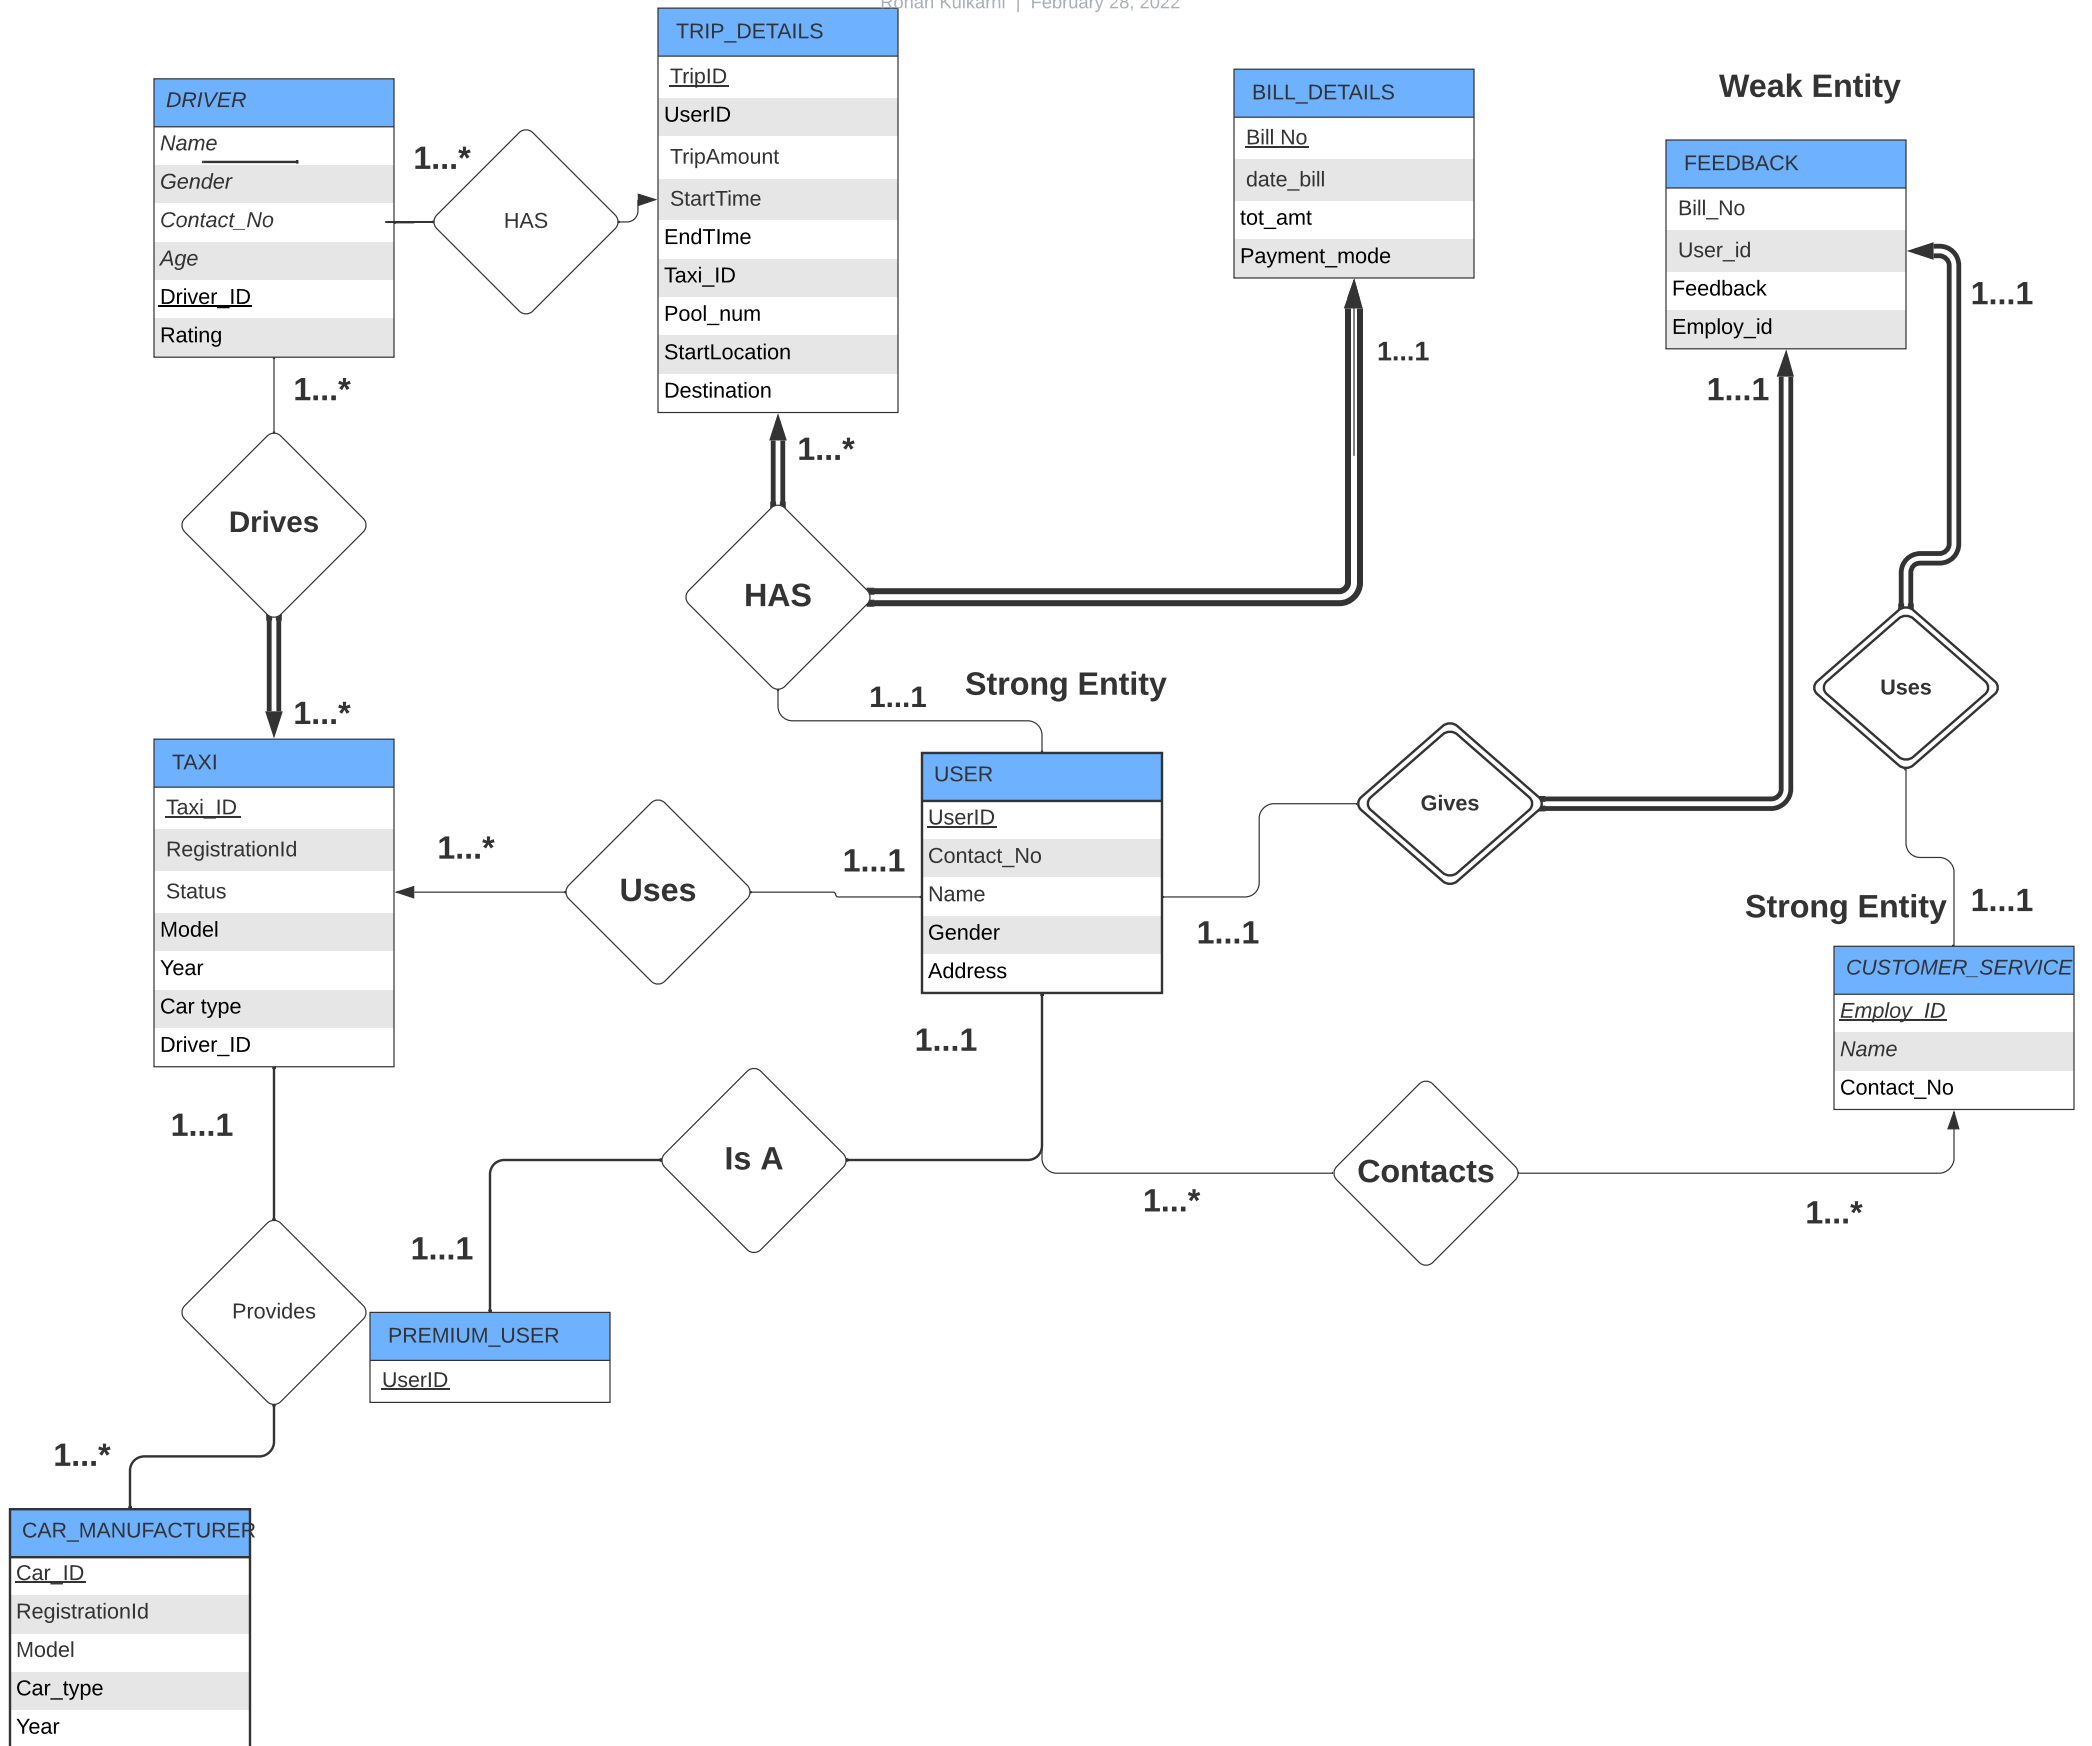 Rohan Kulkarni | February 28, 2022
TRIP_DETAILS
TripID
UserID
TripAmount
StartTime
EndTIme
Taxi_ID
Pool_num
StartLocation
Destination
DRIVER
Name
Gender
Contact_No
Age
Driver_ID
Rating
1...*
HAS
BILL_DETAILS
Bill No
date_bill
tot_amt
Payment_mode
1...1
Weak Entity
FEEDBACK
Bill_No
User_id
Feedback
Employ_id
1...1
1...1
1...*
Drives
1...*
1...*
HAS
1...1
Strong Entity
Uses
TAXI
Taxi_ID
RegistrationId
Status
Model
Year
Car type
Driver_ID
1...*
Uses
1...1
USER
UserID
Contact_No
Name
Gender
Address
1...1
Gives
Strong Entity
1...1
CUSTOMER_SERVICE
Employ_ID
Name
Contact_No
1...1
1...1
Is A
1...*
Contacts
1...*
1...1
Provides
PREMIUM_USER
UserID
1...*
CAR_MANUFACTURER
Car_ID
RegistrationId
Model
Car_type
Year